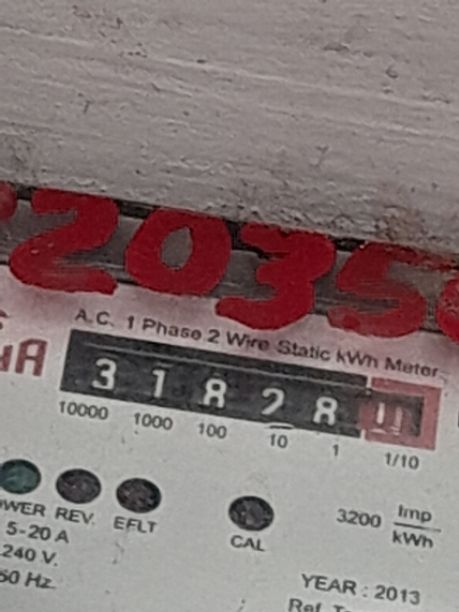 2035
A.C. 1 Phase 2 Wire Static kWh Meter
3 1 8 2 8
10000 1000 100 10 1 1/10
REV. EFLT
CAL
3200 Imp/kWh
5-20 A
240 V.
50 Hz.
YEAR : 2013